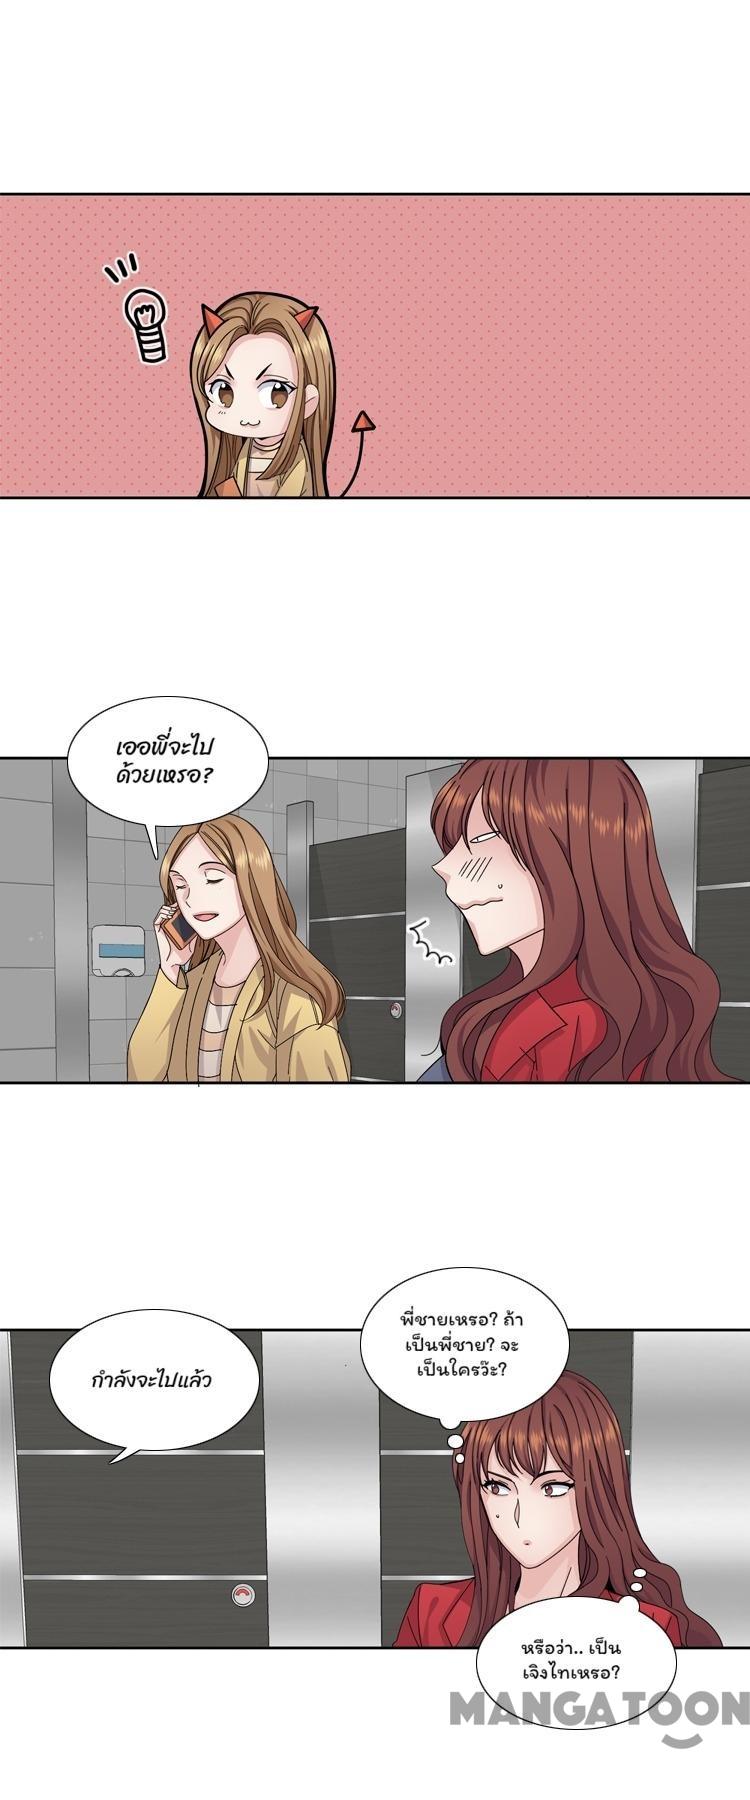 เออพี่จะไป
ด้วยเหรอ?
พี่ชายเหรอ? ถ้า
เป็นพี่ชาย? จะ
เป็นใครว๊ะ?
กำลังจะไปแล้ว
หรือว่า.. เป็น
เจิงไทเหรอ?
MANGATOON